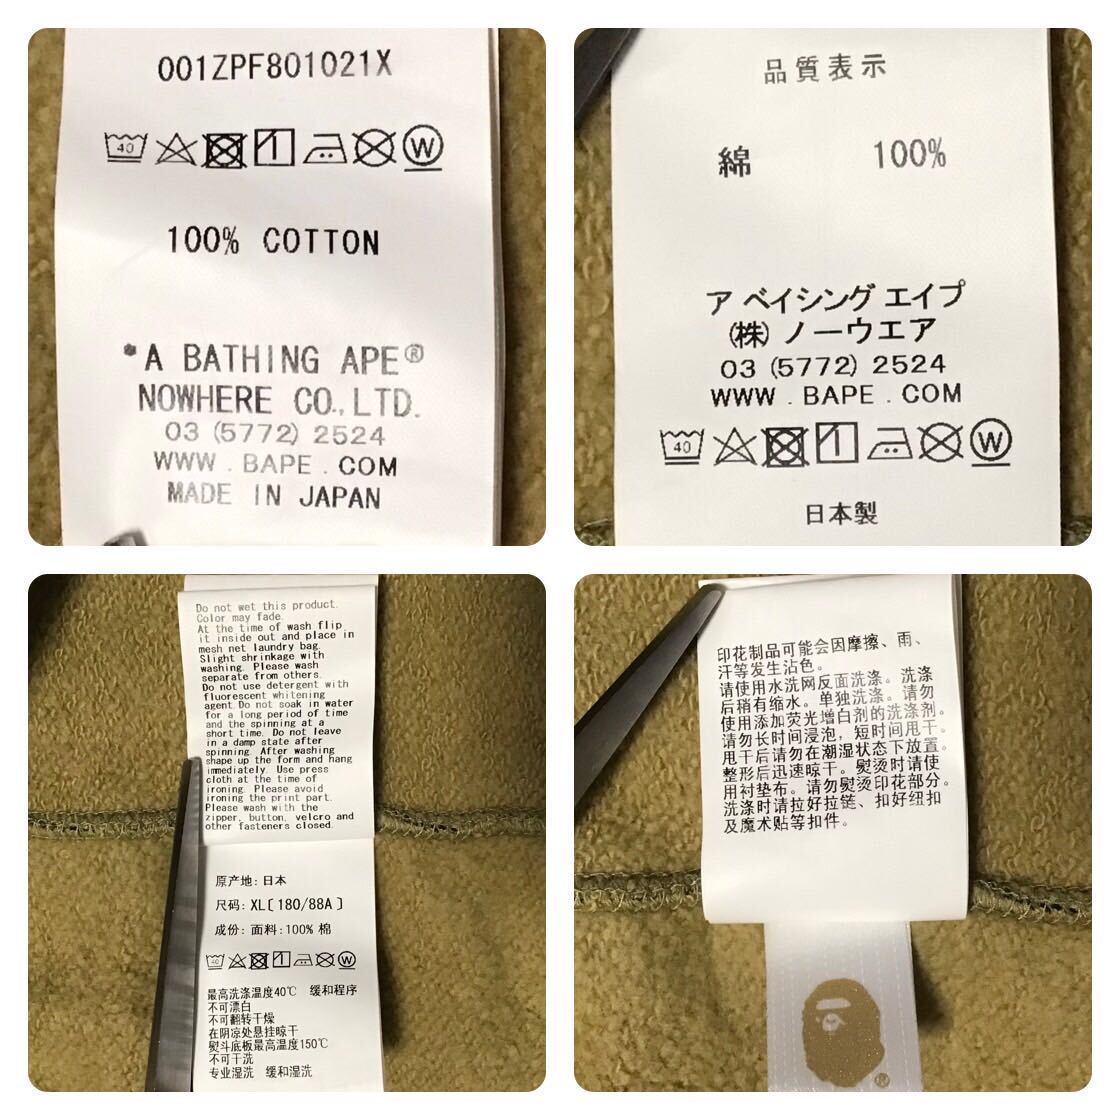 001ZPF801021X
40
W
100% COTTON
A BATHING APE®
NOWHERE CO.,LTD.
03 (5772) 2524
WWW . BAPE . COM
MADE IN JAPAN
品質表示
綿 100%
ア ベイシング エイプ
(株) ノーウエア
03 (5772) 2524
WWW . BAPE . COM
40
W
日本製
Do not wet this product.
Color may fade.
At the time of wash flip
it inside out and place in
mesh net laundry bag.
Slight shrinkage with
washing. Please wash
separate from others.
Do not use detergent with
fluorescent whitening
agent.Do not soak in water
for a long period of time
and the spinning at a
short time. Do not leave
in a damp state after
spinning. After washing
shape up the form and hang
immediately. Use press
cloth at the time of
ironing. Please avoid
ironing the print part.
Please wash with the
zipper, button, velcro and
other fasteners closed.
原产地: 日本
尺码: XL[180/88A]
成份: 面料:100% 棉
40
W
最高洗涤温度40℃ 缓和程序
不可漂白
不可翻转干燥
在阴凉处悬挂晾干
熨斗底板最高温度150℃
不可干洗
专业湿洗 缓和湿洗
印花制品可能会因摩擦、雨、
汗等发生沾色。
请使用水洗网反面洗涤。洗涤
后稍有缩水。单独洗涤。请勿
使用添加荧光增白剂的洗涤剂。
请勿长时间浸泡，短时间甩干。
甩干后请勿在潮湿状态下放置。
整形后迅速晾干。熨烫时请使
用衬垫布。请勿熨烫印花部分。
洗涤时请拉好拉链、扣好纽扣
及魔术贴等扣件。
®